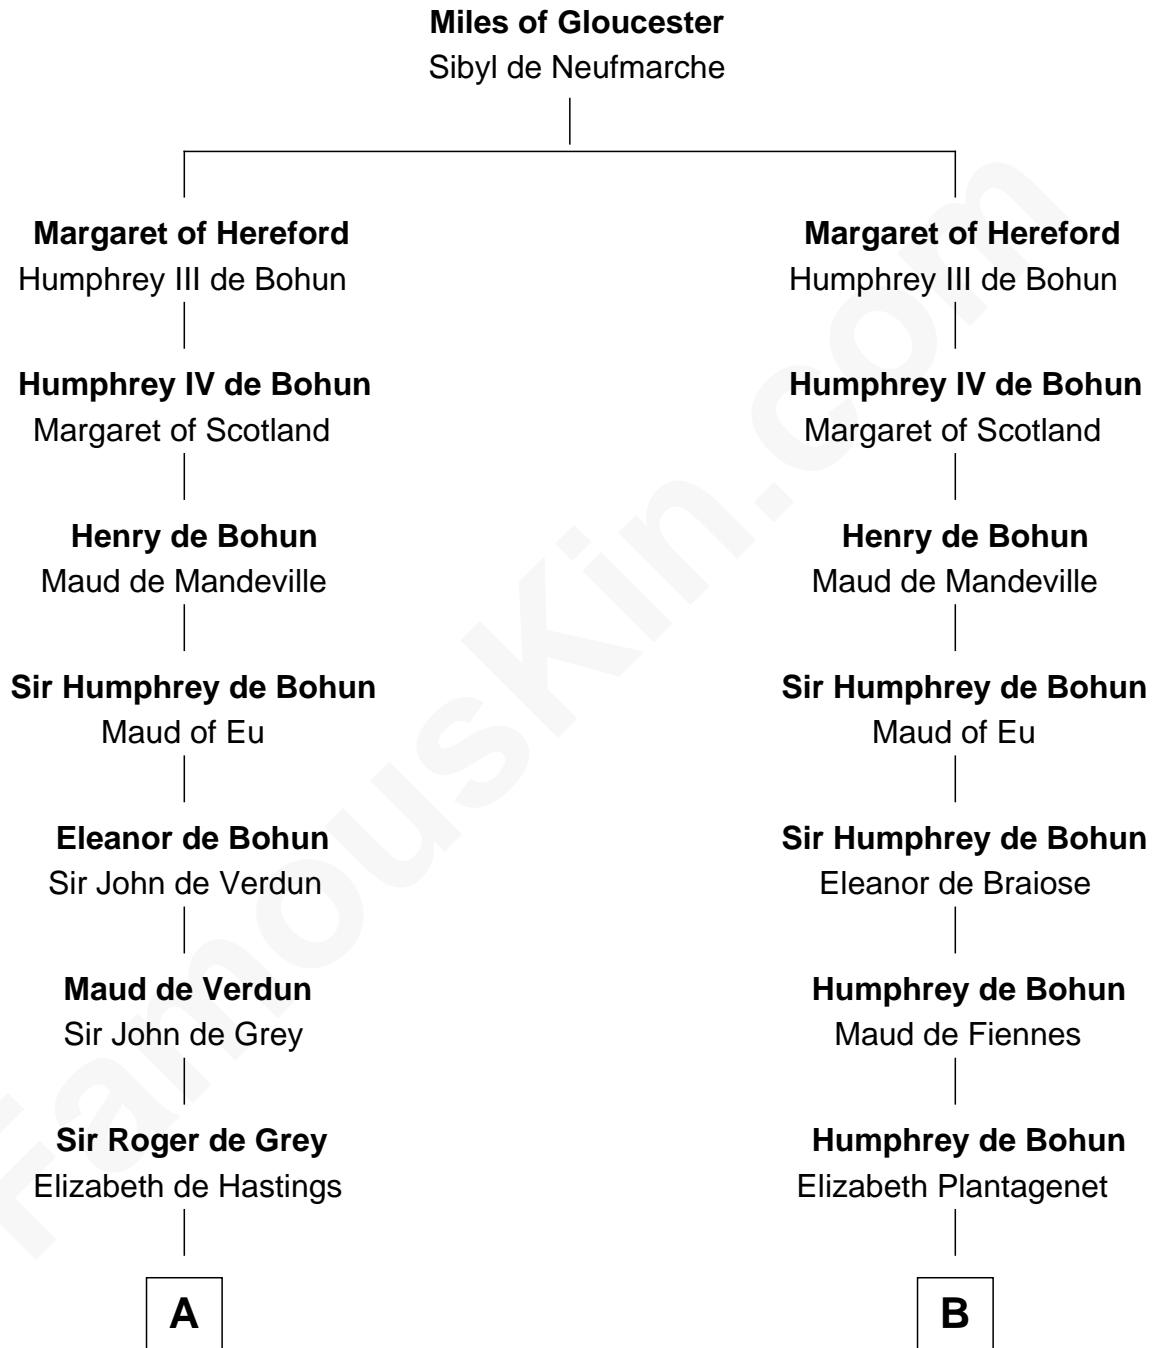 Miles of Gloucester
Sibyl de Neufmarche
Margaret of Hereford
Humphrey III de Bohun
Margaret of Hereford
Humphrey III de Bohun
Humphrey IV de Bohun
Margaret of Scotland
Humphrey IV de Bohun
Margaret of Scotland
Henry de Bohun
Maud de Mandeville
Henry de Bohun
Maud de Mandeville
Sir Humphrey de Bohun
Maud of Eu
Sir Humphrey de Bohun
Maud of Eu
Eleanor de Bohun
Sir John de Verdun
Sir Humphrey de Bohun
Eleanor de Braiose
Maud de Verdun
Sir John de Grey
Humphrey de Bohun
Maud de Fiennes
Sir Roger de Grey
Elizabeth de Hastings
Humphrey de Bohun
Elizabeth Plantagenet
A
B
FamousKin.com